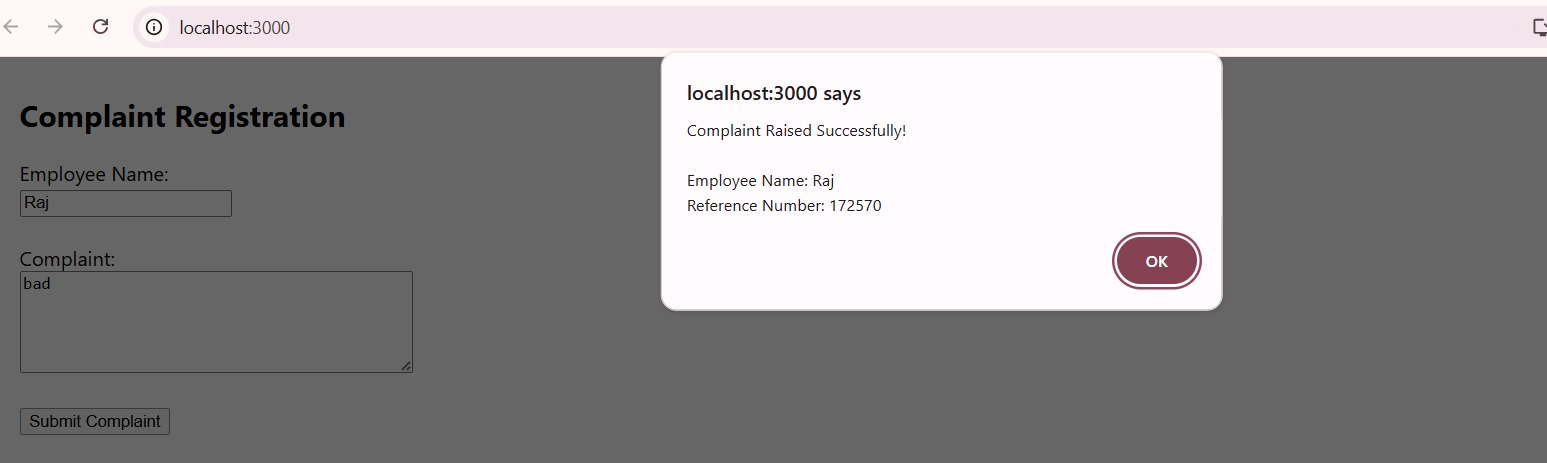 localhost:3000
localhost:3000 says
Complaint Raised Successfully!
Employee Name: Raj
Reference Number: 172570
OK
Complaint Registration
Employee Name:
Raj
Complaint:
bad
Submit Complaint